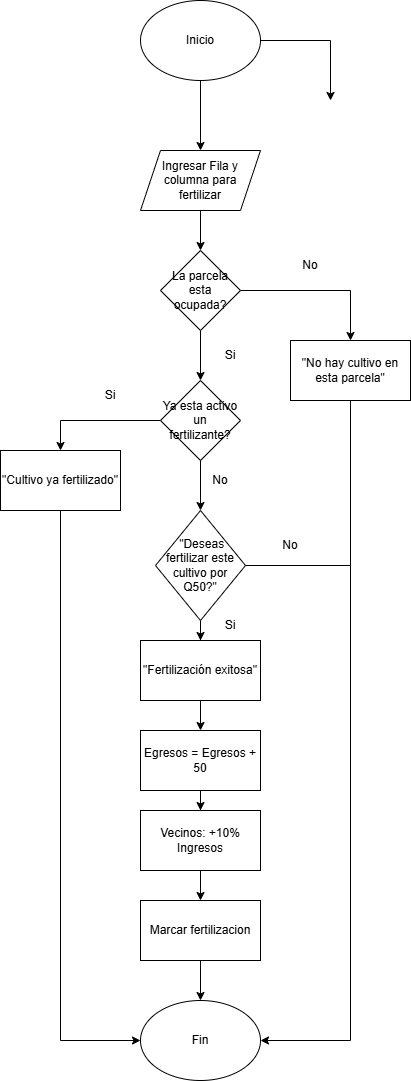 Inicio
Ingresar Fila y
columna para
fertilizar
La parcela
esta
ocupada?
No
Si
"No hay cultivo en
esta parcela"
Ya esta activo
un
fertilizante?
Si
"Cultivo ya fertilizado"
No
"Deseas
fertilizar este
cultivo por
Q50?"
No
Si
"Fertilización exitosa"
Egresos = Egresos +
50
Vecinos: +10%
Ingresos
Marcar fertilizacion
Fin